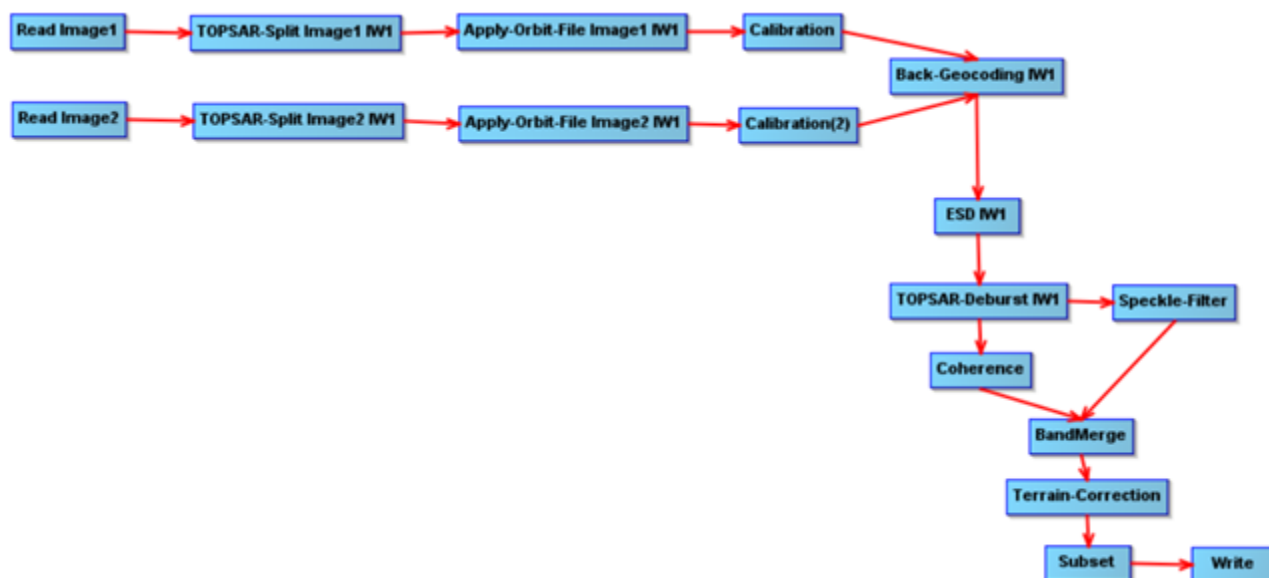 Read Image1
TOPSAR-Split Image1 IW1
Apply-Orbit-File Image1 IW1
Calibration
Back-Geocoding IW1
Read Image2
TOPSAR-Split Image2 IW1
Apply-Orbit-File Image2 IW1
Calibration(2)
ESD IW1
TOPSAR-Deburst IW1
Speckle-Filter
Coherence
BandMerge
Terrain-Correction
Subset
Write